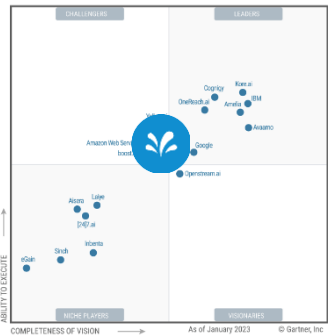 CHALLENGERS
LEADERS
Kore.ai
Cognigy
IBM
OneReach.ai
Amelia
Avaamo
Amazon Web Serv
Google
boost
Openstream.ai
Aisera
Laiye
[24]7.ai
Inbenta
Sinch
eGain
ABILITY TO EXECUTE
NICHE PLAYERS
VISIONARIES
COMPLETENESS OF VISION
As of January 2023
© Gartner, Inc